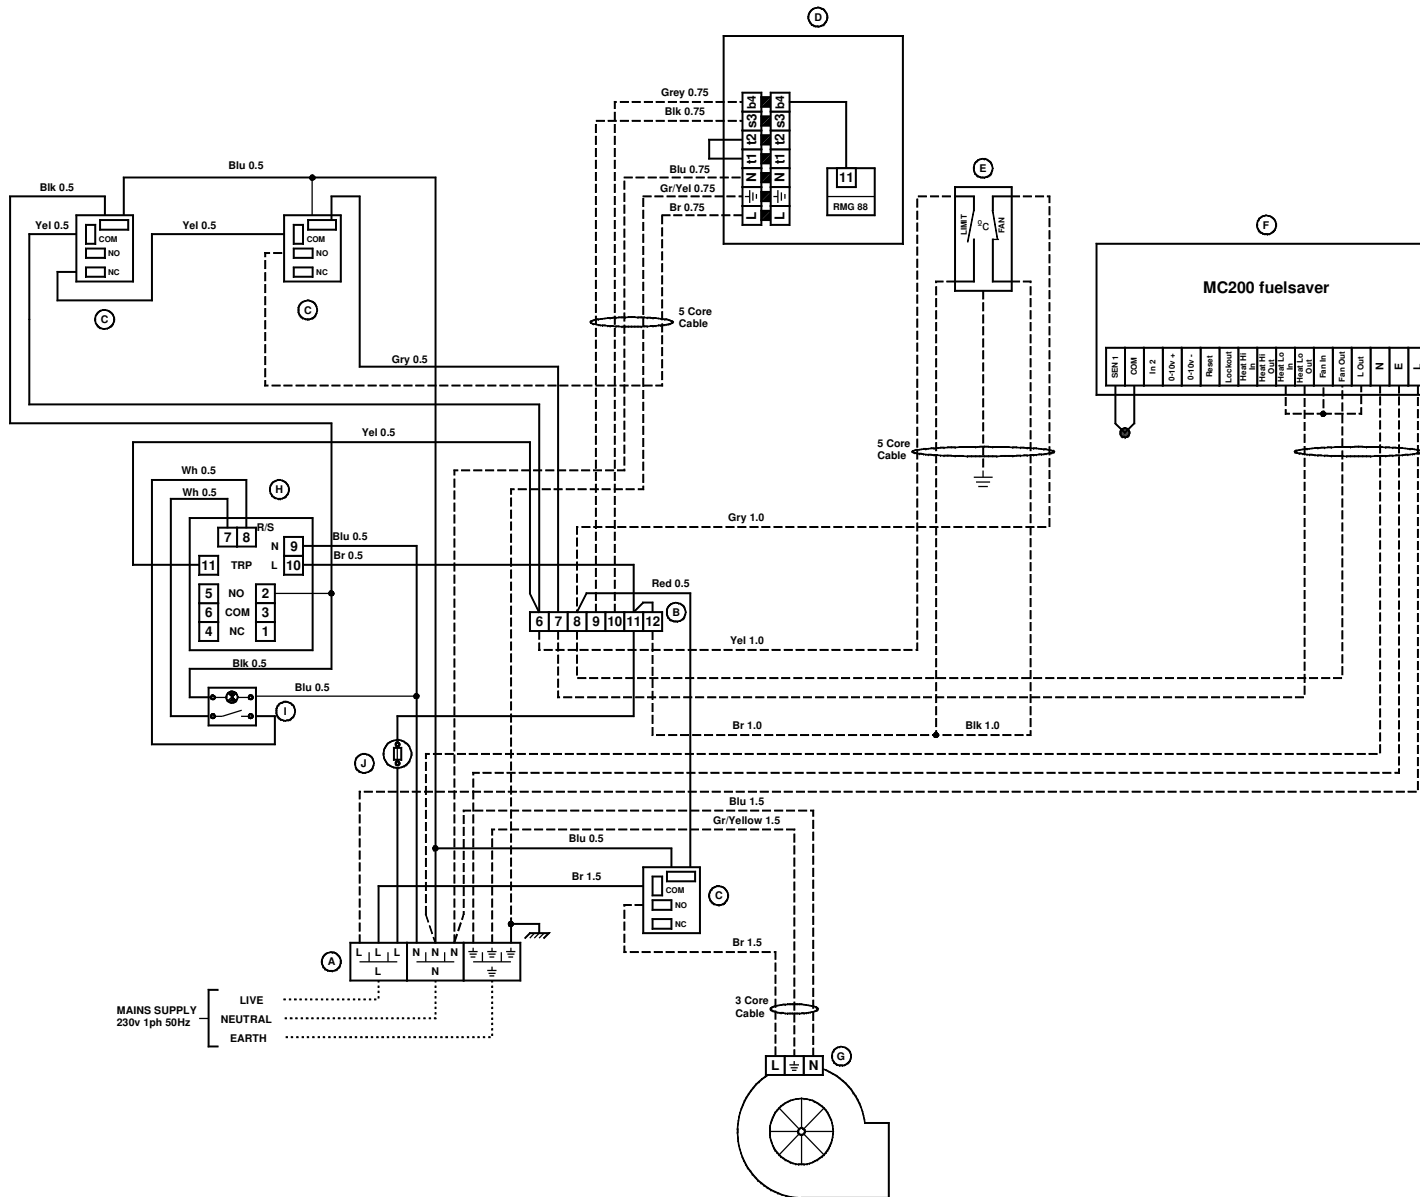 D
Grey 0.75
Blk 0.75
Blu 0.75
Gr/Yel 0.75
Br 0.75
b4 b4
s3 s3
t2 t2
t1 t1
N N
L L
11
RMG 88
E
LIMIT
ºC
FAN
F
MC200 fuelsaver
SEN 1
COM
In 2
0-10v +
0-10v -
Reset
Lockout
Heat Hi
In
Heat Hi
Out
Heat Lo
In
Heat Lo
Out
Fan In
Fan Out
L Out
N
E
L
Blu 0.5
Blk 0.5
Yel 0.5
COM
NO
NC
C
Yel 0.5
COM
NO
NC
C
5 Core
Cable
Gry 0.5
Yel 0.5
5 Core
Cable
Wh 0.5
Wh 0.5
H
R/S
7 8
N 9
L 10
11 TRP
5 NO 2
6 COM 3
4 NC 1
Blu 0.5
Br 0.5
Gry 1.0
Red 0.5
B
6 7 8 9 10 11 12
Yel 1.0
Blk 0.5
Blu 0.5
I
Br 1.0
Blk 1.0
J
Blu 1.5
Gr/Yellow 1.5
Blu 0.5
Br 1.5
COM
NO
NC
C
Br 1.5
A
L L L N N N
L N
MAINS SUPPLY
230v 1ph 50Hz
LIVE
NEUTRAL
EARTH
3 Core
Cable
L N
G